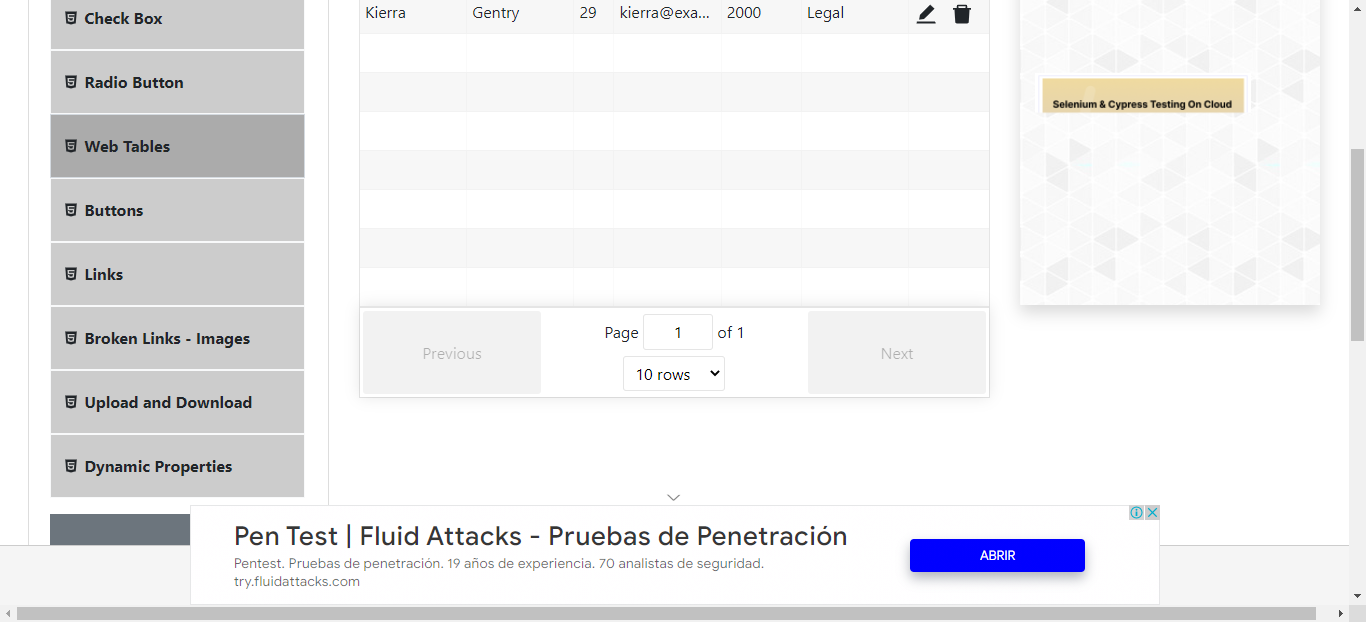 Check Box
Radio Button
Web Tables
Buttons
Links
Broken Links - Images
Upload and Download
Dynamic Properties
Kierra Gentry 29 kierra@exa... 2000 Legal
Previous
Page 1 of 1
10 rows
Next
Selenium & Cypress Testing On Cloud
Pen Test | Fluid Attacks - Pruebas de Penetración
Pentest. Pruebas de penetración. 19 años de experiencia. 70 analistas de seguridad.
try.fluidattacks.com
ABRIR